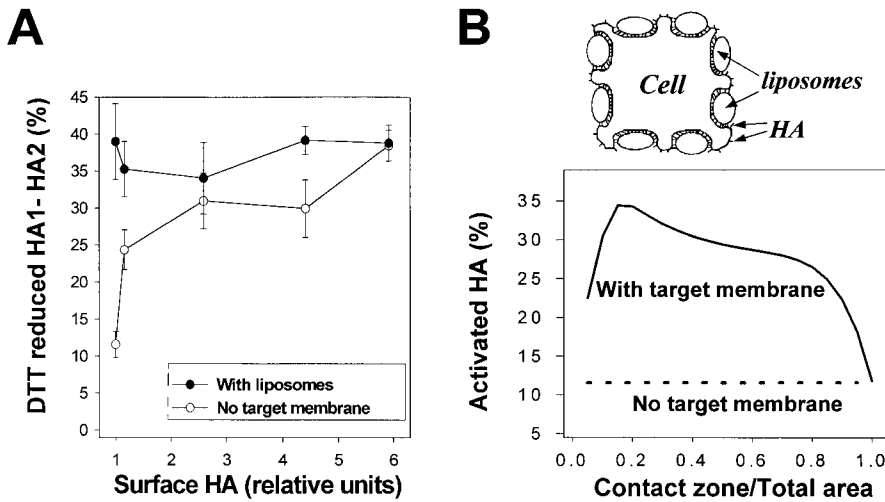 A
DTT reduced HA1- HA2 (%)
45
40
35
30
25
20
15
10
5
0
With liposomes
No target membrane
1
2
3
4
5
6
Surface HA (relative units)
B
Cell
liposomes
HA
Activated HA (%)
35
30
25
20
15
10
5
With target membrane
No target membrane
0.0
0.2
0.4
0.6
0.8
1.0
Contact zone/Total area